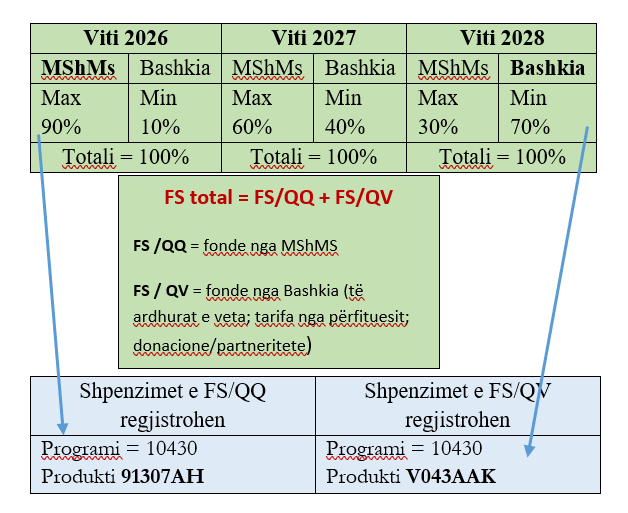 Viti 2026 Viti 2027 Viti 2028
MShMs Bashkia MShMs Bashkia MShMs Bashkia
Max Min Max Min Max Min
90% 10% 60% 40% 30% 70%
Totali = 100% Totali = 100% Totali = 100%
FS total = FS/QQ + FS/QV
FS /QQ = fonde nga MShMS
FS / QV = fonde nga Bashkia (të
ardhurat e veta; tarifa nga përfituesit;
donacione/partneritete)
Shpenzimet e FS/QQ Shpenzimet e FS/QV
regjistrohen regjistrohen
Programi = 10430 Programi = 10430
Produkti 91307AH Produkti V043AAK